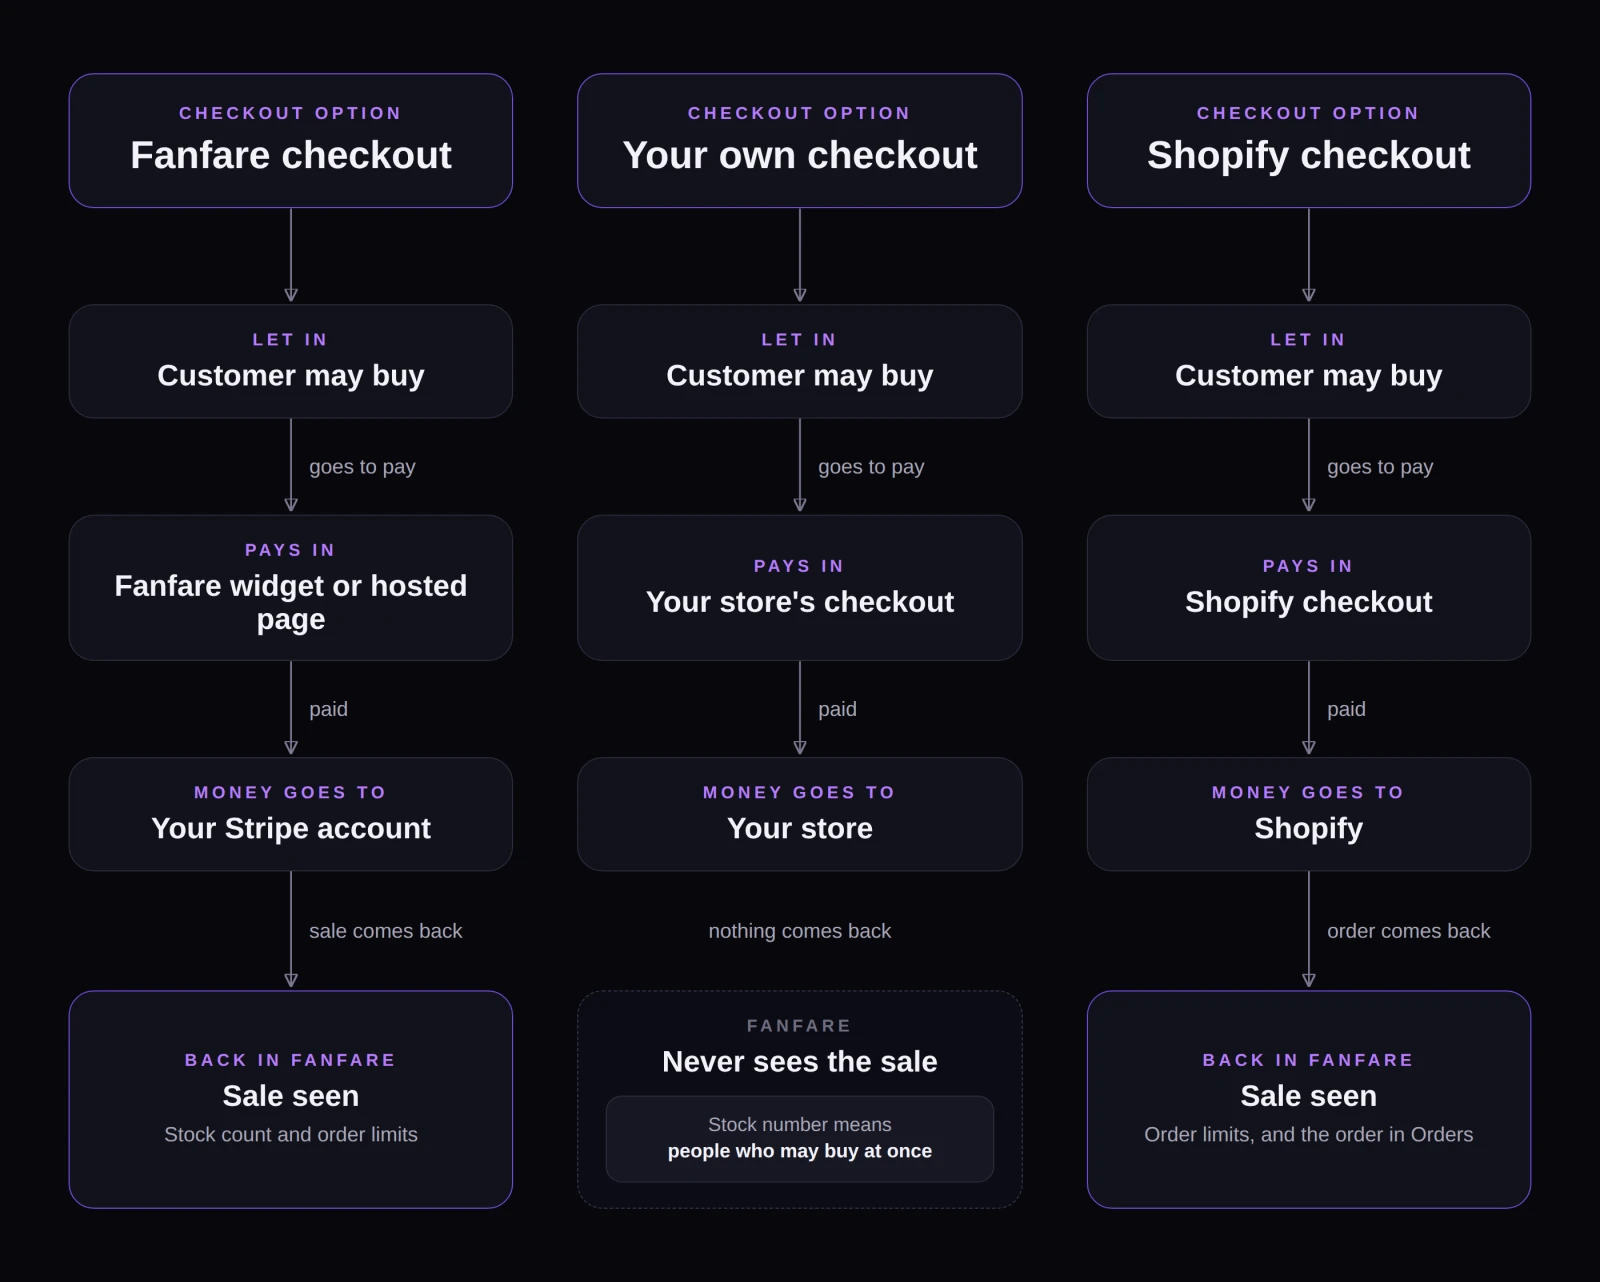 CHECKOUT OPTION
Fanfare checkout
LET IN
Customer may buy
goes to pay
PAYS IN
Fanfare widget or hosted
page
paid
MONEY GOES TO
Your Stripe account
sale comes back
BACK IN FANFARE
Sale seen
Stock count and order limits
CHECKOUT OPTION
Your own checkout
LET IN
Customer may buy
goes to pay
PAYS IN
Your store's checkout
paid
MONEY GOES TO
Your store
nothing comes back
FANFARE
Never sees the sale
Stock number means
people who may buy at once
CHECKOUT OPTION
Shopify checkout
LET IN
Customer may buy
goes to pay
PAYS IN
Shopify checkout
paid
MONEY GOES TO
Shopify
order comes back
BACK IN FANFARE
Sale seen
Order limits, and the order in Orders